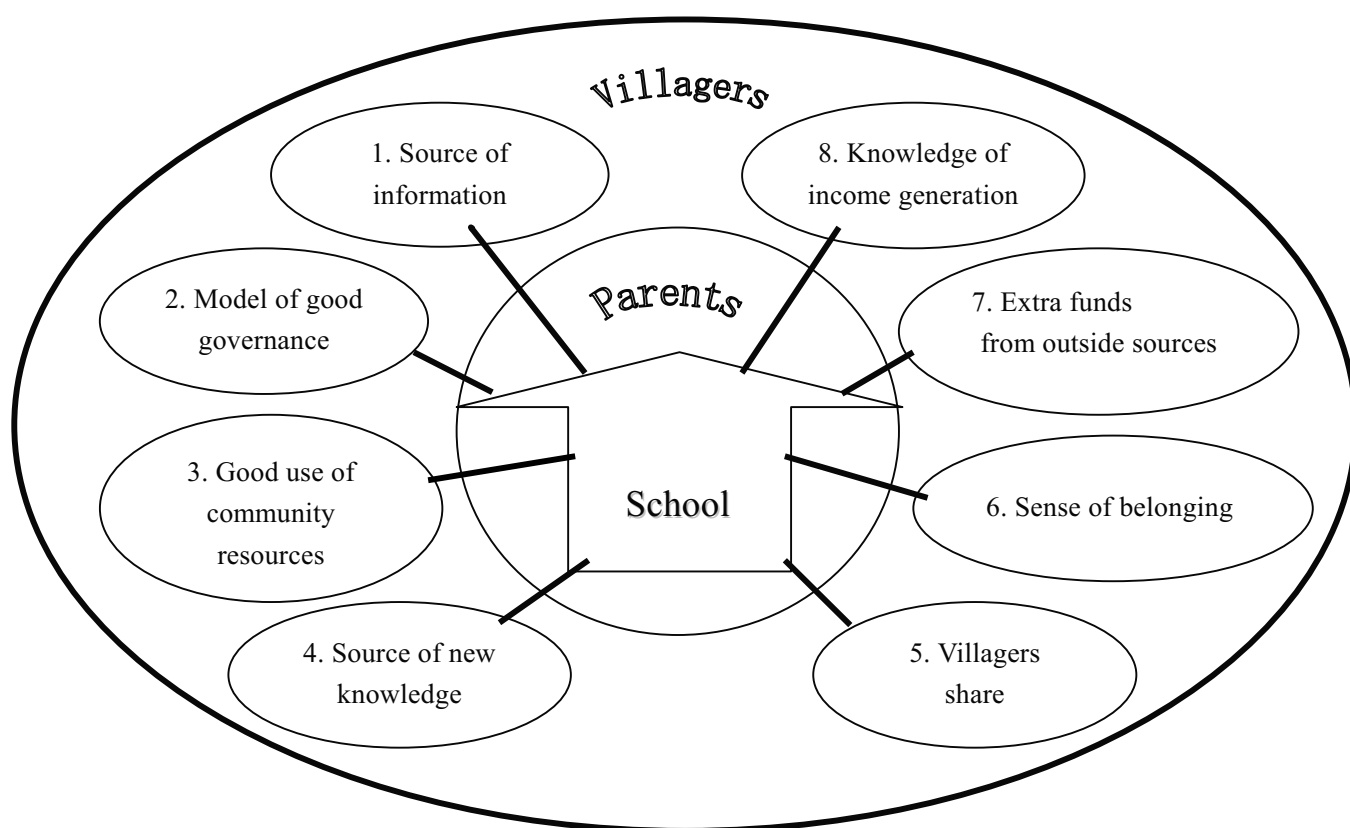 Villagers
1. Source of
information
8. Knowledge of
income generation
2. Model of good
governance
Parents
7. Extra funds
from outside sources
3. Good use of
community
resources
School
6. Sense of belonging
4. Source of new
knowledge
5. Villagers
share